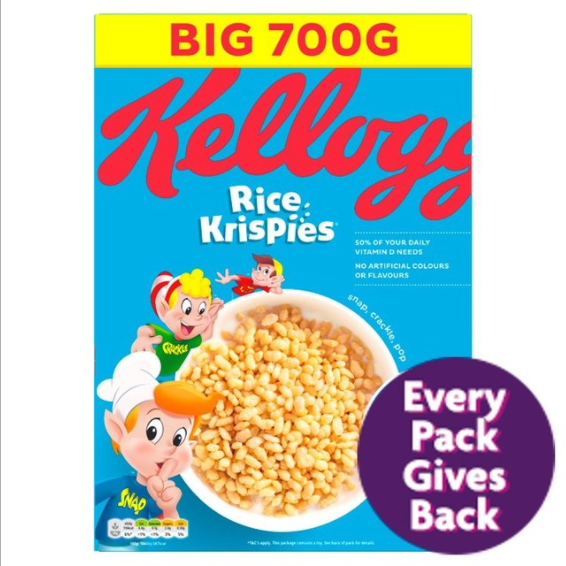 BIG 700G
Kellogg
Rice
Krispies
50% OF YOUR DAILY
VITAMIN D NEEDS
NO ARTIFICIAL COLOURS
OR FLAVOURS
snap, crackle, pop
CRACKLE
SNAP
Every
Pack
Gives
Back